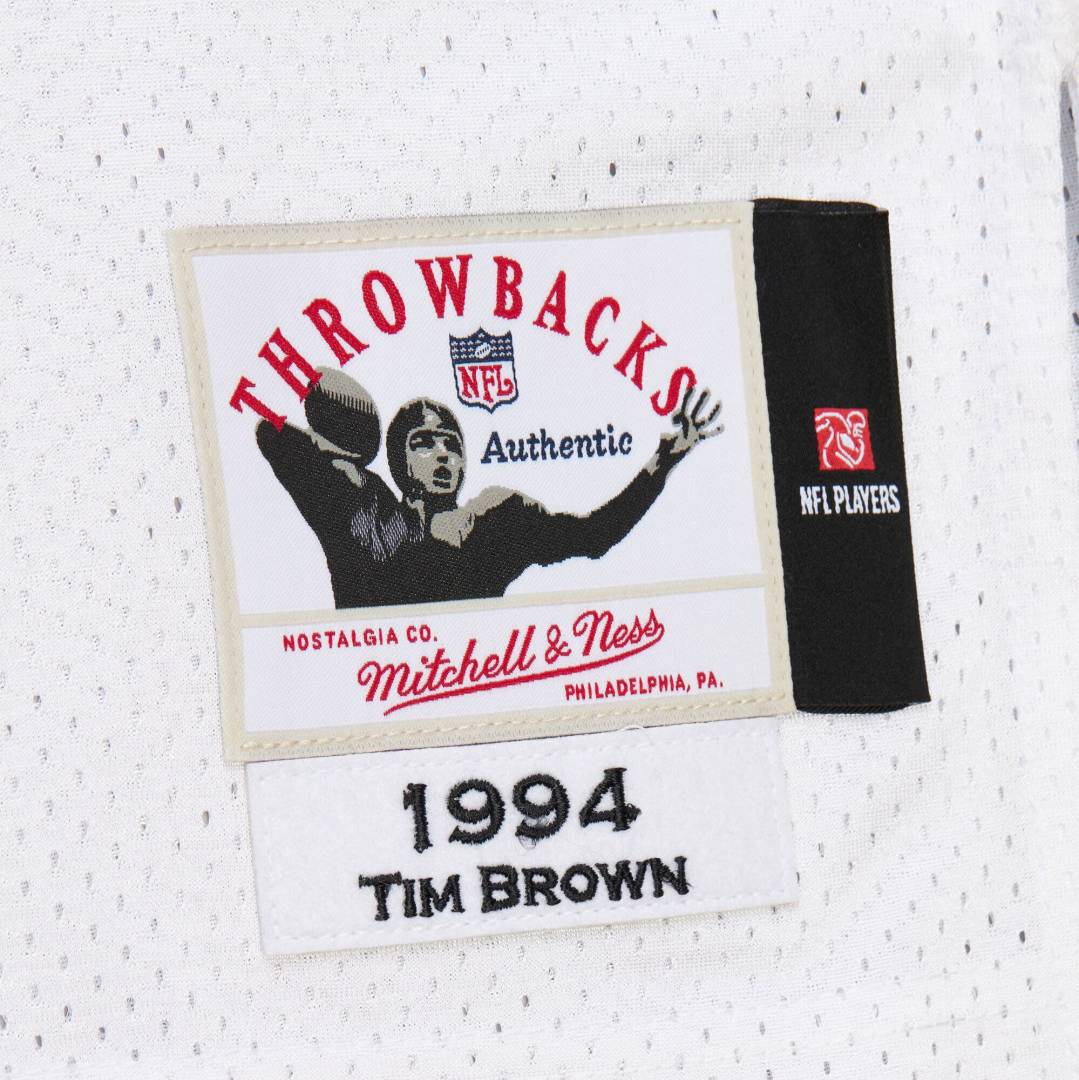 THROWBACKS
NFL
Authentic
NFL PLAYERS
NOSTALGIA CO.
Mitchell & Ness
PHILADELPHIA, PA.
1994
TIM BROWN